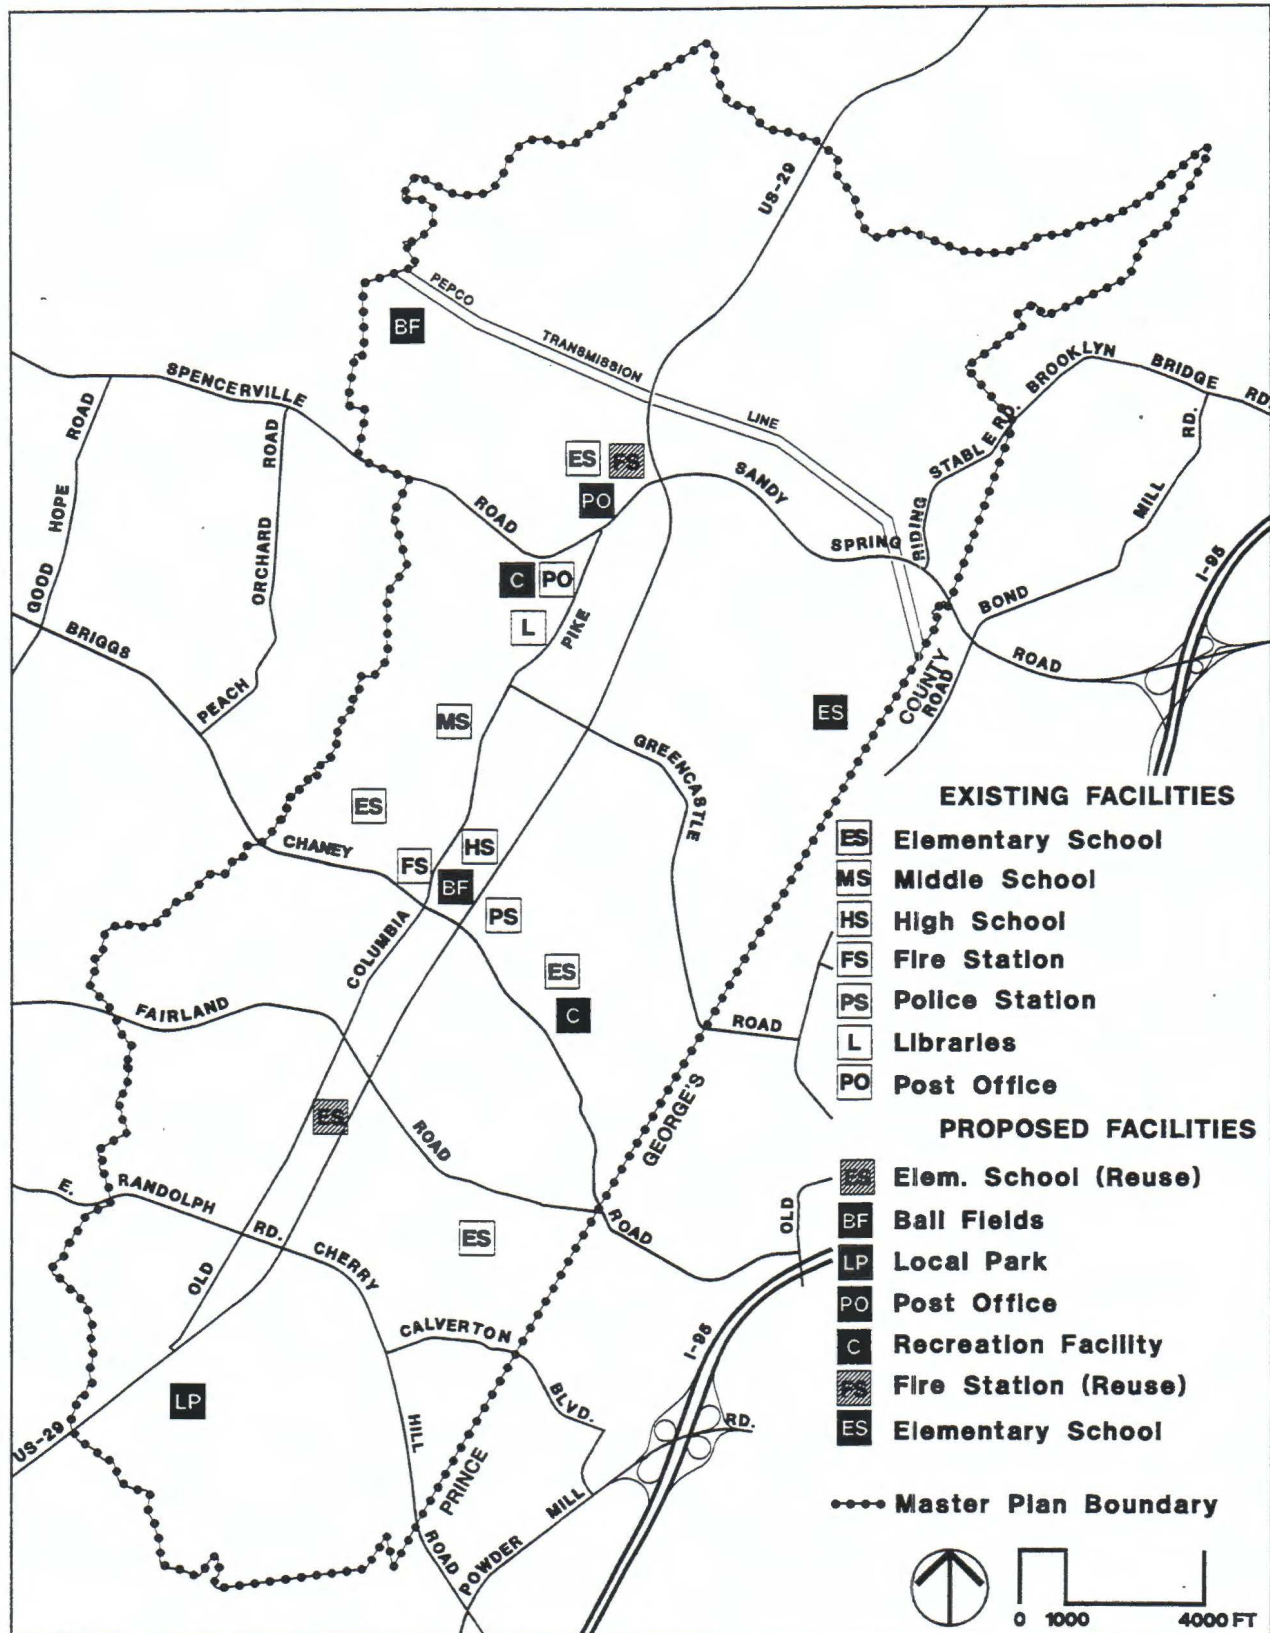 US-29
PEPCO
TRANSMISSION
LINE
BF
SPENCERVILLE
ROAD
GOOD HOPE ROAD
PEACH ORCHARD ROAD
BRIGGS
CHANEY
ES
FS
PO
SANDY
SPRING
ROAD
RIDING STABLE RD.
BROOKLYN
BRIDGE
RD.
BOND
MILL
RD.
I-95
C
PO
L
PIKE
COUNTY
ROAD
MS
ES
GREENCASTLE
ROAD
ES
HS
FS
BF
PS
COLUMBIA
ES
C
FAIRLAND
ROAD
GEORGE'S
ES
E.
RANDOLPH
RD.
CHERRY
HILL
ROAD
ES
ROAD
OLD
OLD
CALVERTON
BLVD.
I-95
LP
US-29
PRINCE
POWDER
MILL
RD.
EXISTING FACILITIES
ES Elementary School
MS Middle School
HS High School
FS Fire Station
PS Police Station
L Libraries
PO Post Office
PROPOSED FACILITIES
ES Elem. School (Reuse)
BF Ball Fields
LP Local Park
PO Post Office
C Recreation Facility
FS Fire Station (Reuse)
ES Elementary School
Master Plan Boundary
0 1000 4000 FT